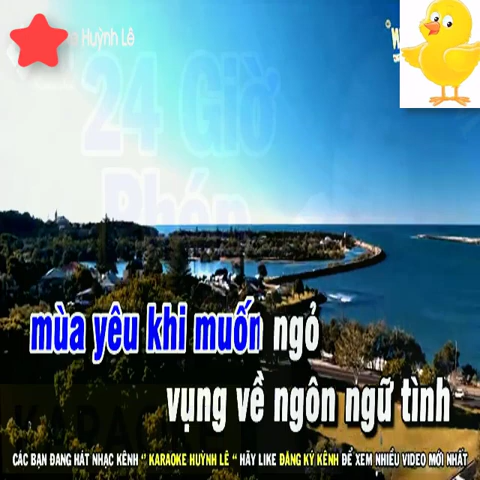 Huỳnh Lê
24 Giờ
Phép
mùa yêu khi muốn ngỏ
vụng về ngôn ngữ tình
CÁC BẠN ĐANG HÁT NHẠC KÊNH " KARAOKE HUỲNH LÊ " HÃY LIKE ĐĂNG KÝ KÊNH ĐỂ XEM NHIỀU VIDEO MỚI NHẤT